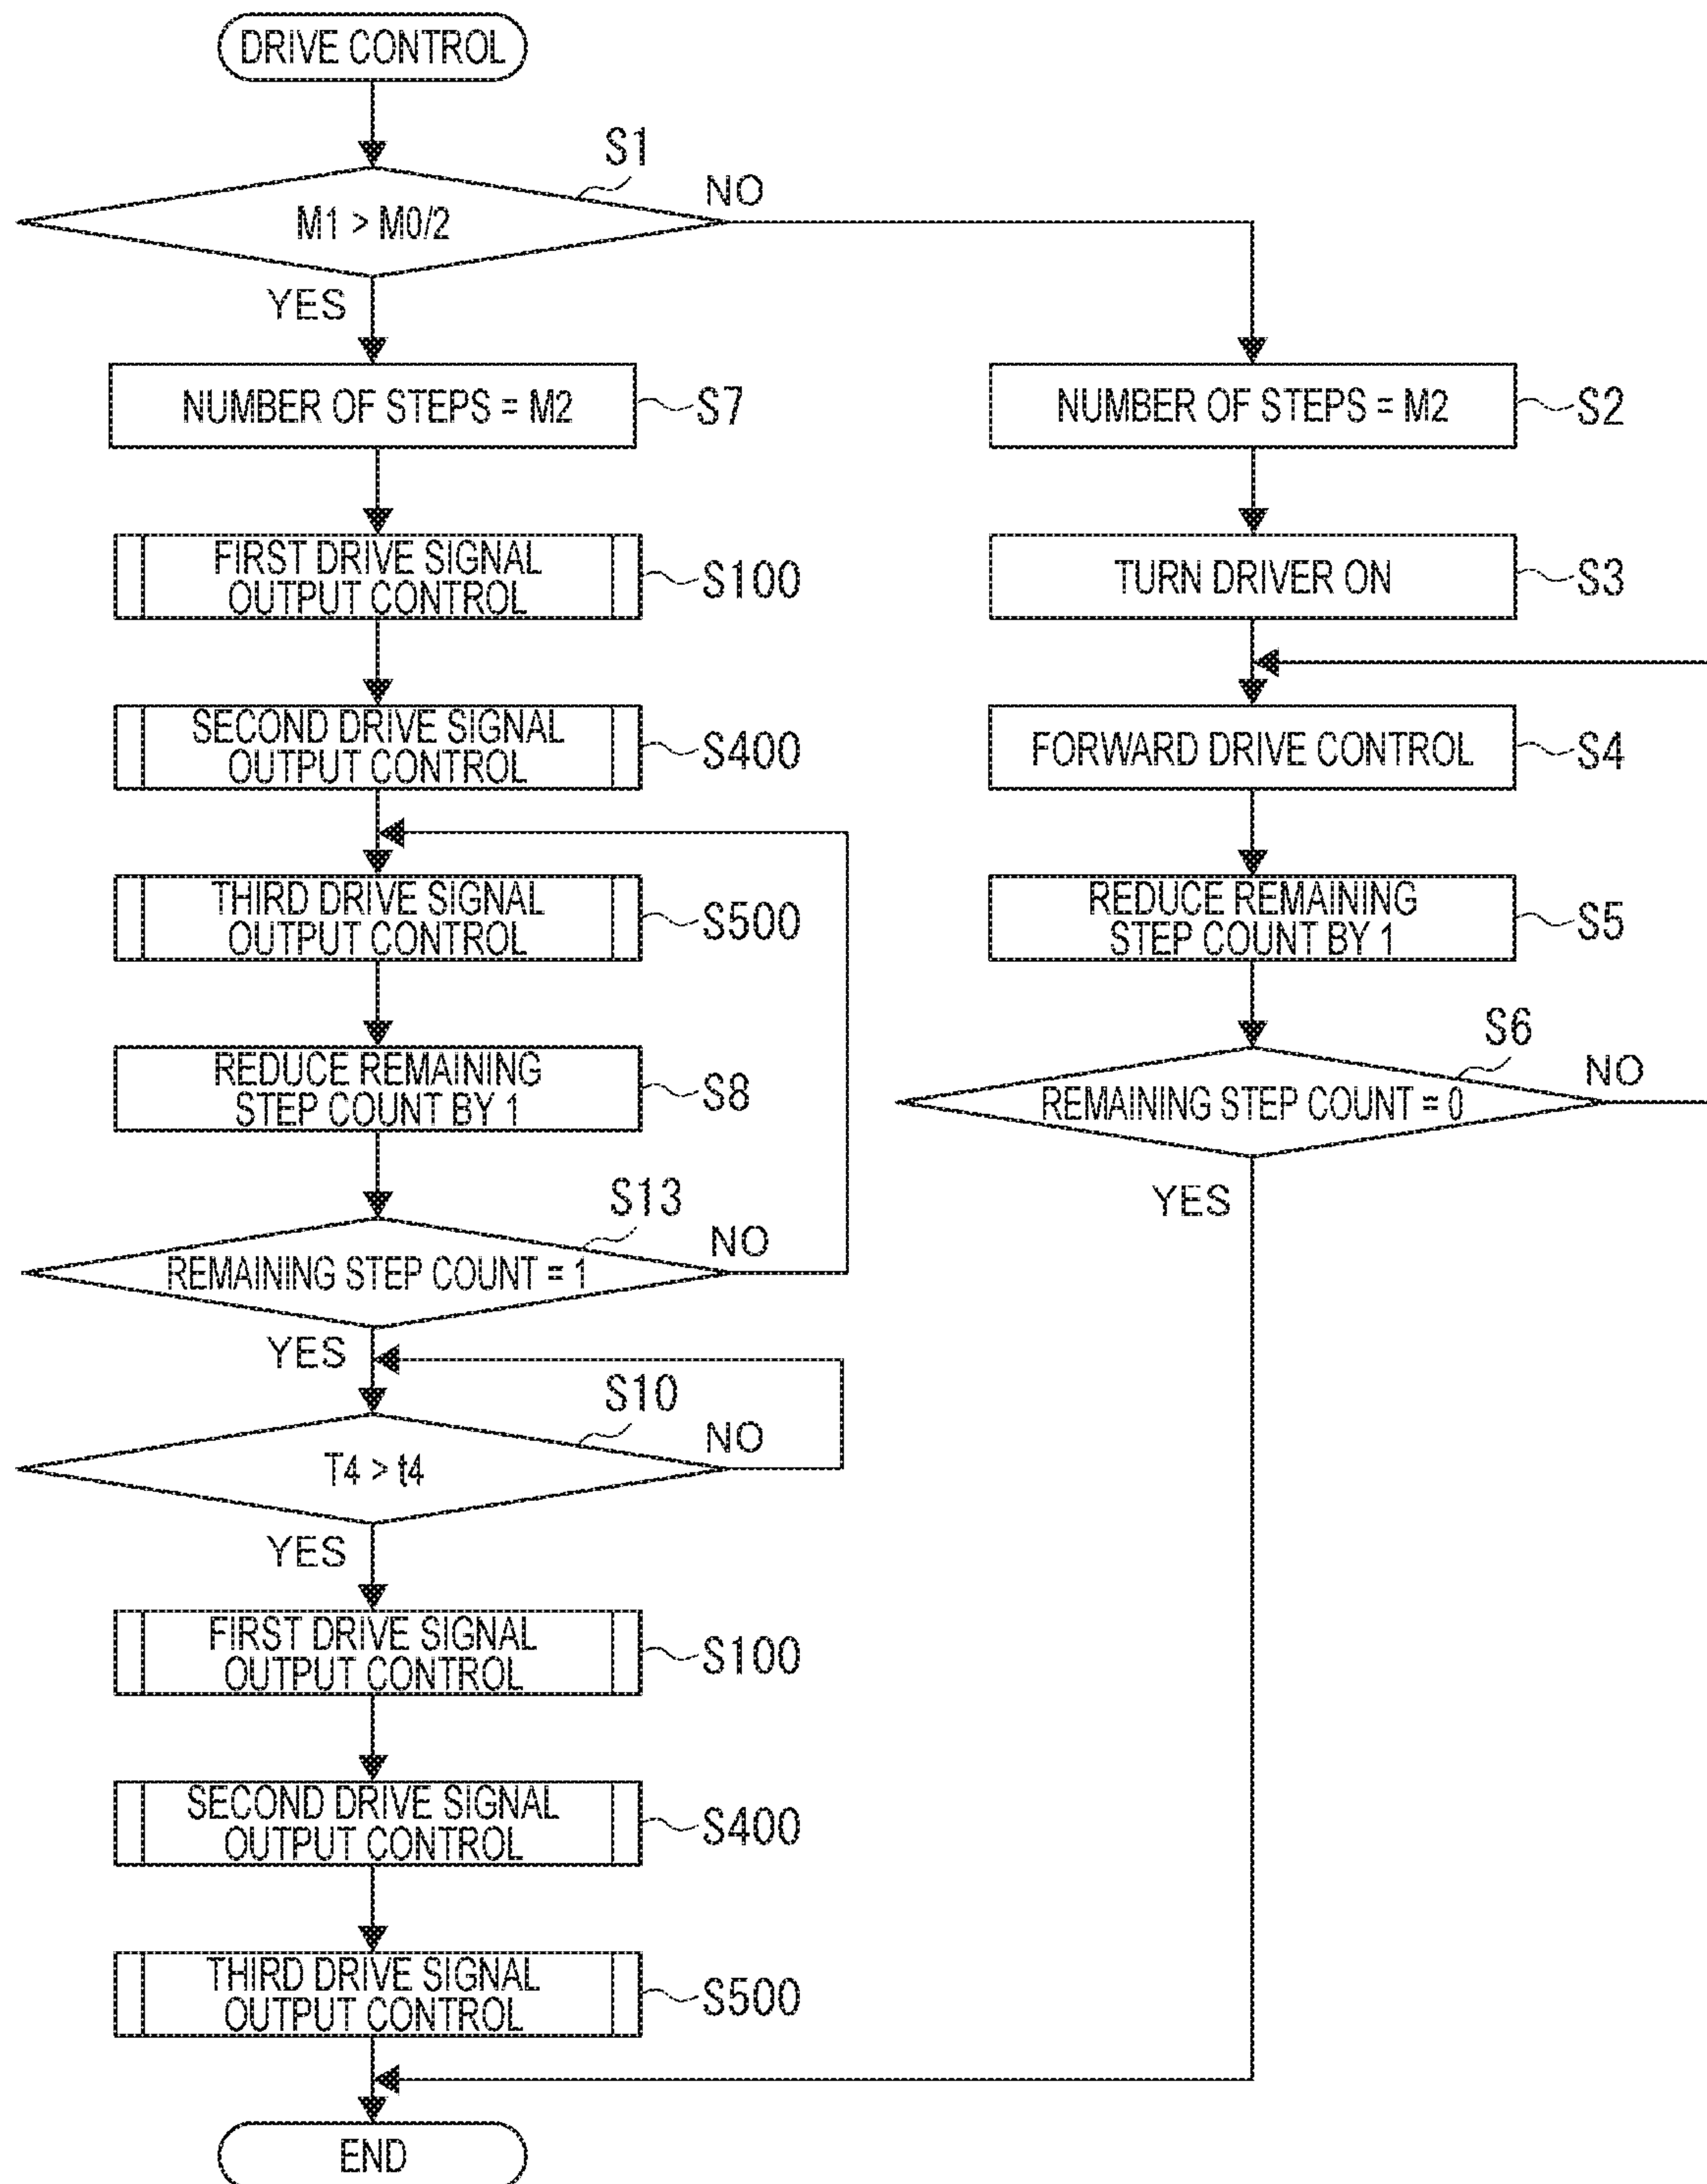 DRIVE CONTROL
S1
M1 > M0/2
NO
YES
NUMBER OF STEPS = M2
S7
FIRST DRIVE SIGNAL
OUTPUT CONTROL
S100
SECOND DRIVE SIGNAL
OUTPUT CONTROL
S400
THIRD DRIVE SIGNAL
OUTPUT CONTROL
S500
REDUCE REMAINING
STEP COUNT BY 1
S8
S13
REMAINING STEP COUNT = 1
NO
YES
S10
T4 > t4
NO
YES
FIRST DRIVE SIGNAL
OUTPUT CONTROL
S100
SECOND DRIVE SIGNAL
OUTPUT CONTROL
S400
THIRD DRIVE SIGNAL
OUTPUT CONTROL
S500
END
NUMBER OF STEPS = M2
S2
TURN DRIVER ON
S3
FORWARD DRIVE CONTROL
S4
REDUCE REMAINING
STEP COUNT BY 1
S5
S6
REMAINING STEP COUNT = 0
NO
YES